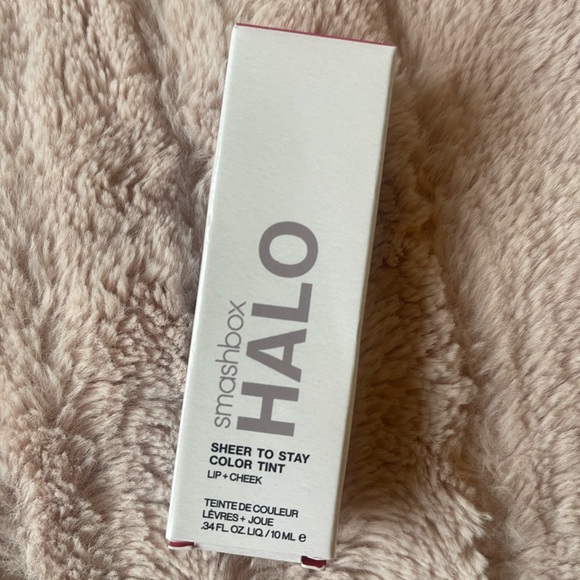 smashbox
HALO
SHEER TO STAY
COLOR TINT
LIP + CHEEK
TEINTE DE COULEUR
LÈVRES + JOUE
.34 FL. OZ. LIQ. / 10 ML ℮